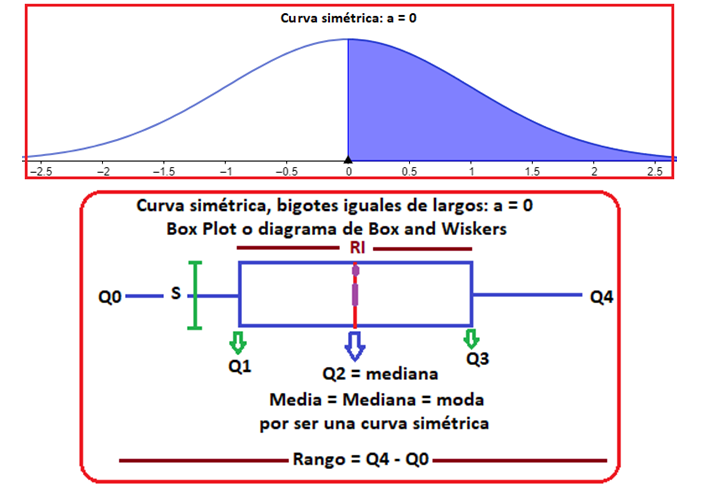 Curva simétrica: a = 0
−2.5 −2 −1.5 −1 −0.5 0 0.5 1 1.5 2 2.5
Curva simétrica, bigotes iguales de largos: a = 0
Box Plot o diagrama de Box and Wiskers
RI
Q0 S Q4
Q1 Q3
Q2 = mediana
Media = Mediana = moda
por ser una curva simétrica
Rango = Q4 - Q0